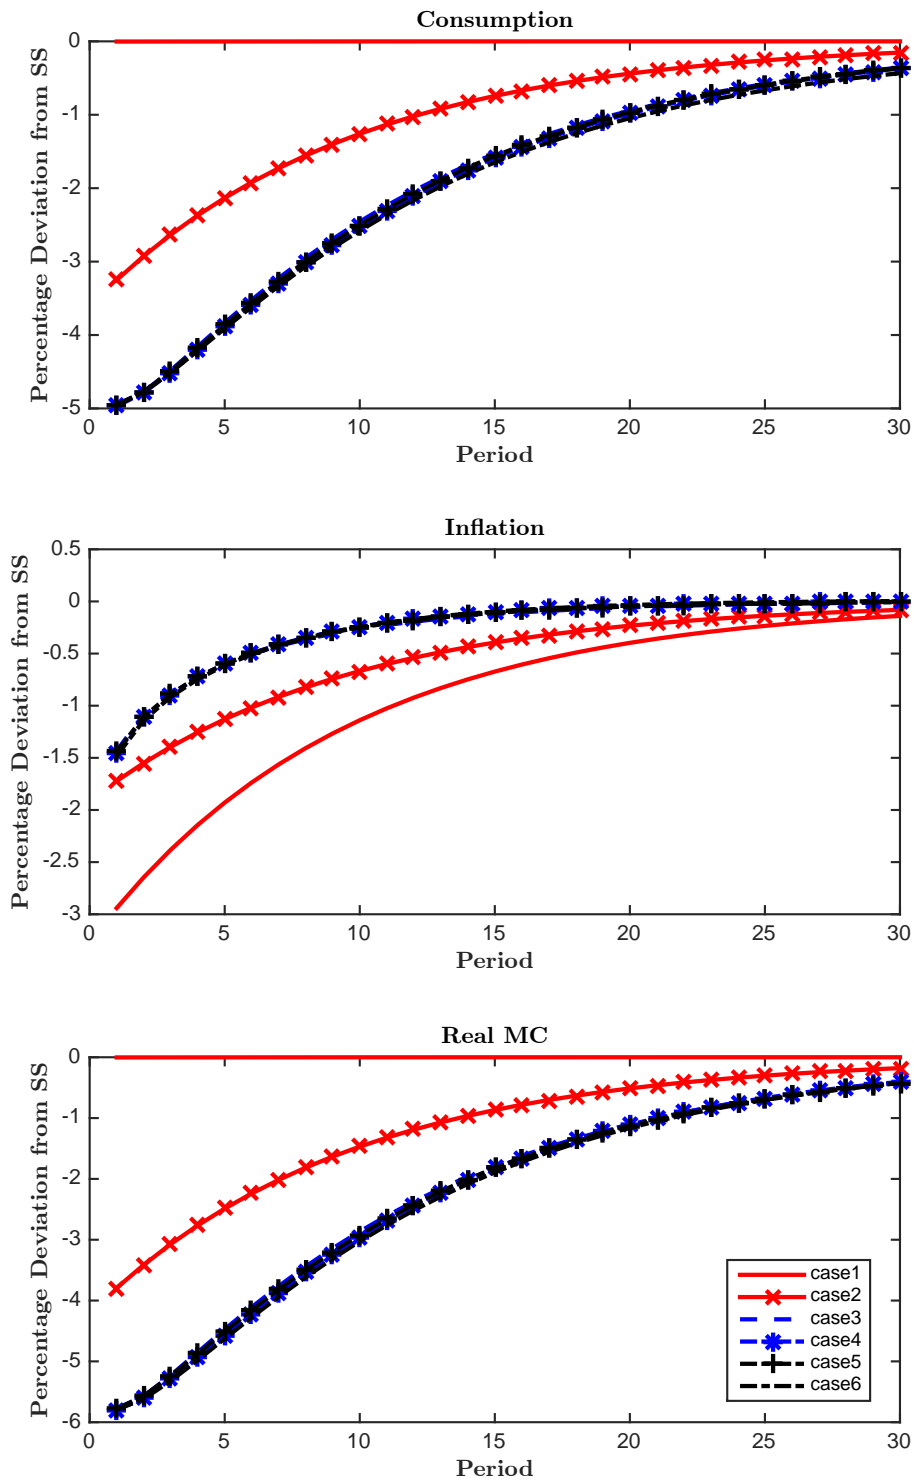 Consumption
Percentage Deviation from SS
0
-1
-2
-3
-4
-5
0 5 10 15 20 25 30
Period
Inflation
Percentage Deviation from SS
0.5
0
-0.5
-1
-1.5
-2
-2.5
-3
0 5 10 15 20 25 30
Period
Real MC
Percentage Deviation from SS
0
-1
-2
-3
-4
-5
-6
case1
case2
case3
case4
case5
case6
0 5 10 15 20 25 30
Period